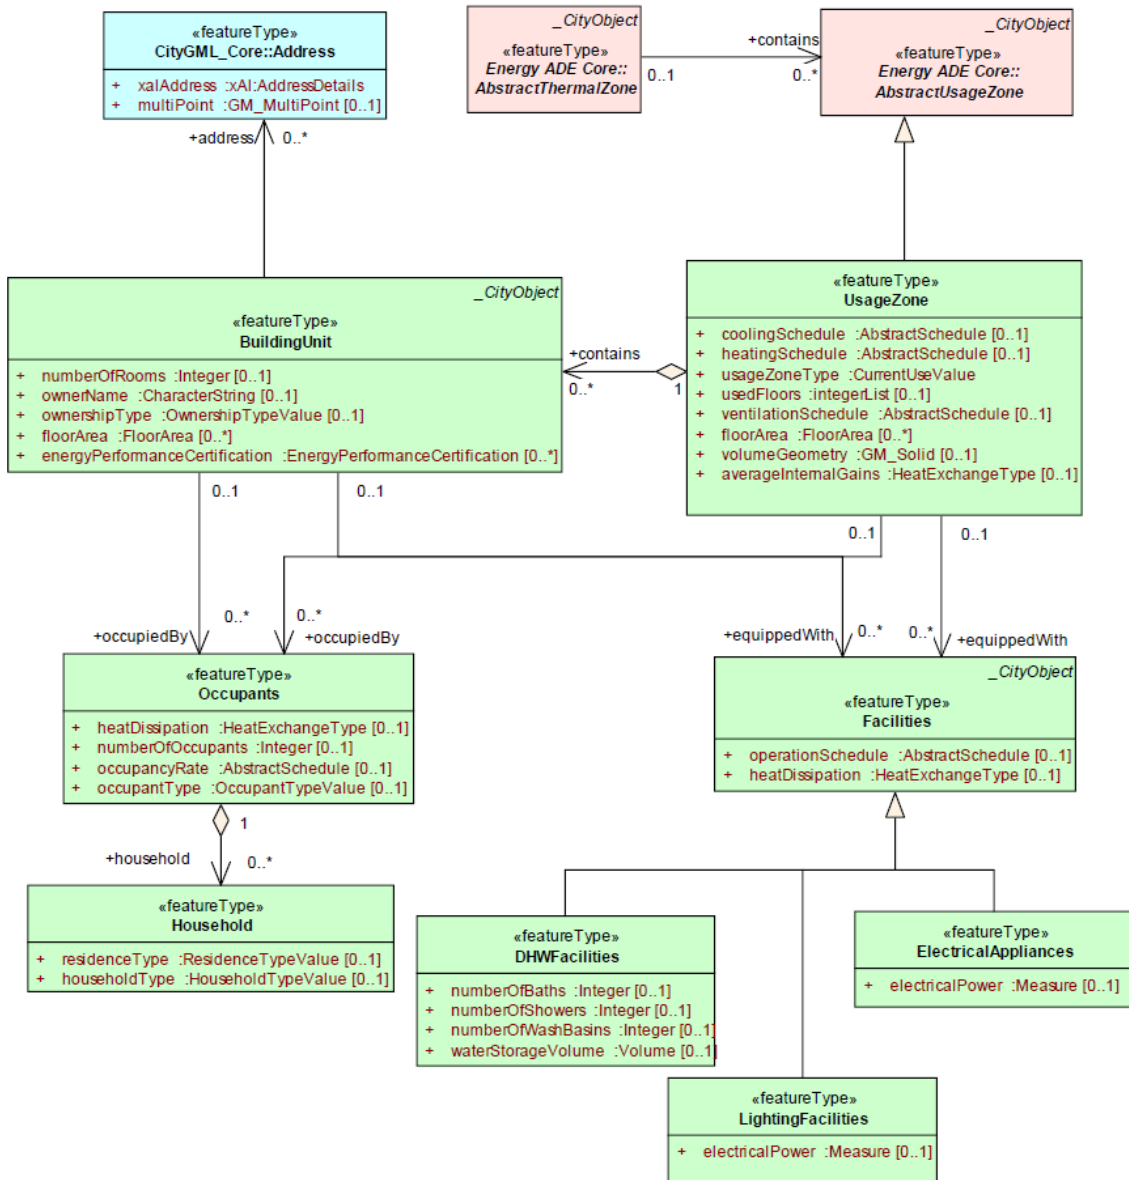 «featureType»
CityGML_Core::Address
+ xalAddress :xAl:AddressDetails
+ multiPoint :GM_MultiPoint [0..1]
_CityObject
«featureType»
Energy ADE Core::
AbstractThermalZone
+contains
0..1
0..*
_CityObject
«featureType»
Energy ADE Core::
AbstractUsageZone
+address
0..*
_CityObject
«featureType»
BuildingUnit
+ numberOfRooms :Integer [0..1]
+ ownerName :CharacterString [0..1]
+ ownershipType :OwnershipTypeValue [0..1]
+ floorArea :FloorArea [0..*]
+ energyPerformanceCertification :EnergyPerformanceCertification [0..*]
+contains
0..*
1
«featureType»
UsageZone
+ coolingSchedule :AbstractSchedule [0..1]
+ heatingSchedule :AbstractSchedule [0..1]
+ usageZoneType :CurrentUseValue
+ usedFloors :integerList [0..1]
+ ventilationSchedule :AbstractSchedule [0..1]
+ floorArea :FloorArea [0..*]
+ volumeGeometry :GM_Solid [0..1]
+ averageInternalGains :HeatExchangeType [0..1]
0..1
0..1
0..1
0..1
0..*
0..*
+occupiedBy
+occupiedBy
0..*
0..*
+equippedWith
+equippedWith
«featureType»
Occupants
+ heatDissipation :HeatExchangeType [0..1]
+ numberOfOccupants :Integer [0..1]
+ occupancyRate :AbstractSchedule [0..1]
+ occupantType :OccupantTypeValue [0..1]
_CityObject
«featureType»
Facilities
+ operationSchedule :AbstractSchedule [0..1]
+ heatDissipation :HeatExchangeType [0..1]
1
+household
0..*
«featureType»
Household
+ residenceType :ResidenceTypeValue [0..1]
+ householdType :HouseholdTypeValue [0..1]
«featureType»
DHWFacilities
+ numberOfBaths :Integer [0..1]
+ numberOfShowers :Integer [0..1]
+ numberOfWashBasins :Integer [0..1]
+ waterStorageVolume :Volume [0..1]
«featureType»
ElectricalAppliances
+ electricalPower :Measure [0..1]
«featureType»
LightingFacilities
+ electricalPower :Measure [0..1]